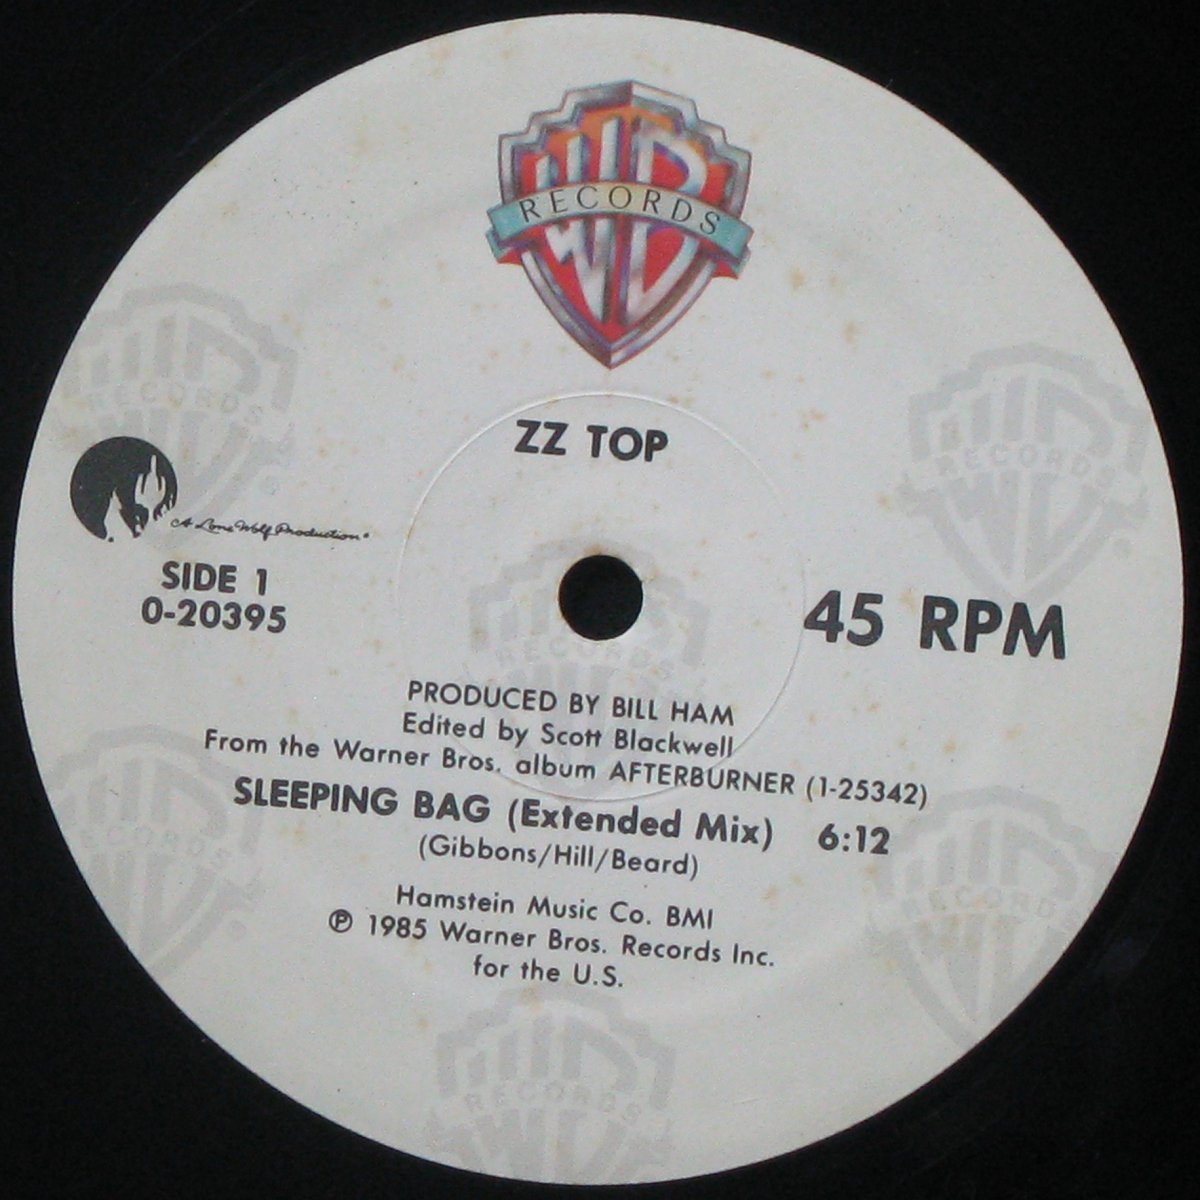 WB
RECORDS
ZZ TOP
A Lone Wolf Production
SIDE 1
0-20395
45 RPM
PRODUCED BY BILL HAM
Edited by Scott Blackwell
From the Warner Bros. album AFTERBURNER (1-25342)
SLEEPING BAG (Extended Mix) 6:12
(Gibbons/Hill/Beard)
Hamstein Music Co. BMI
℗ 1985 Warner Bros. Records Inc.
for the U.S.